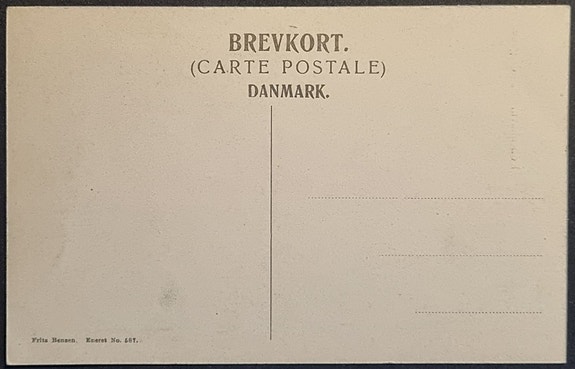 BREVKORT.
(CARTE POSTALE)
DANMARK.
Fritz Benzen. Eneret No. 587.